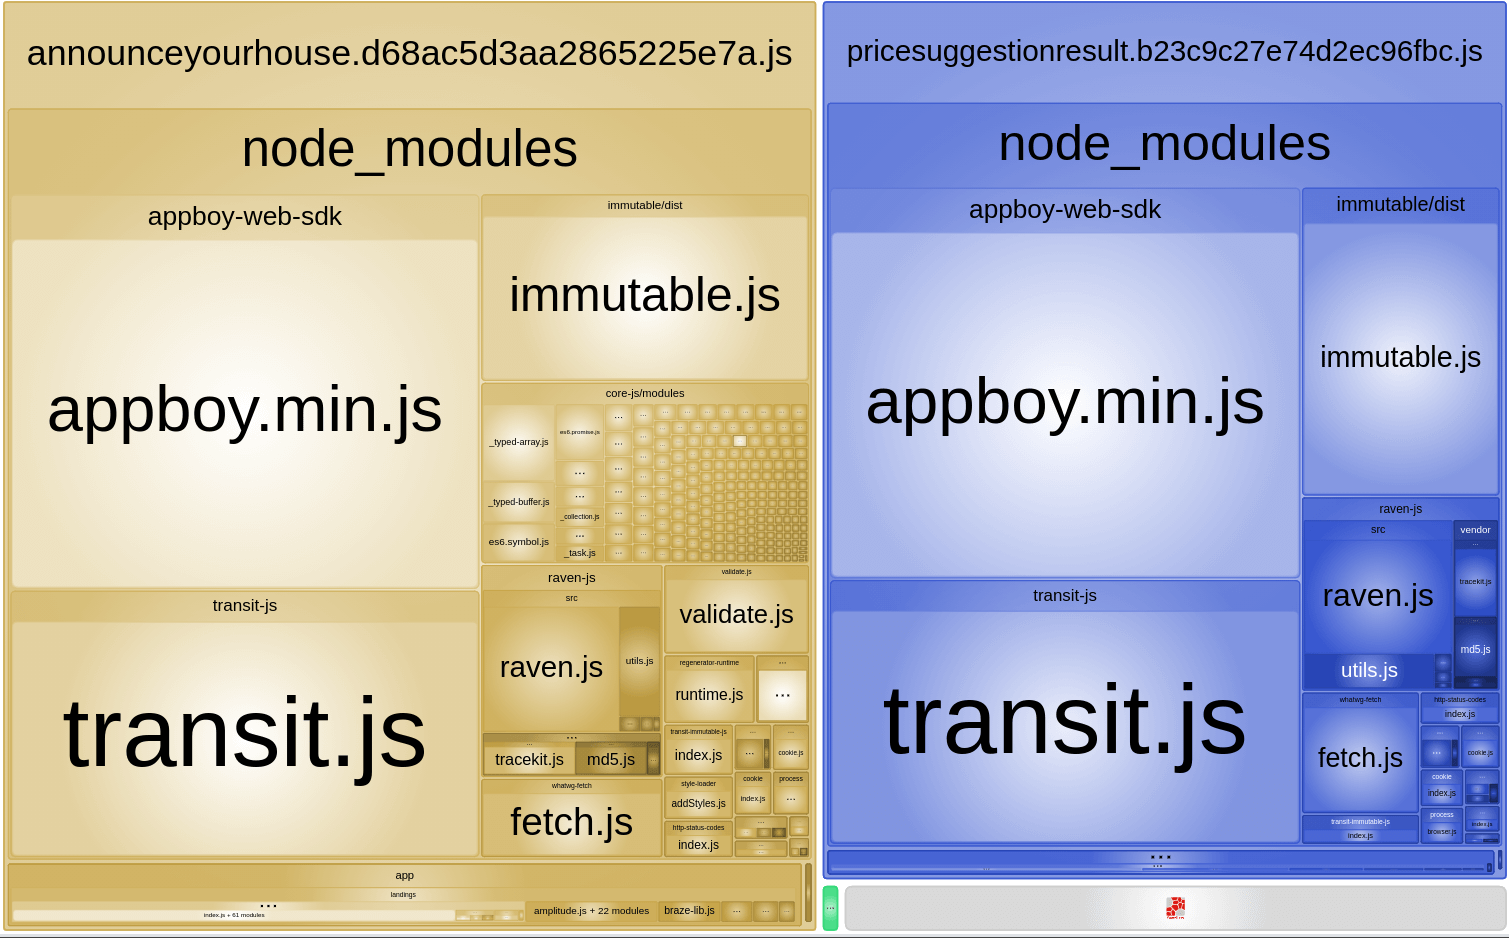 announceyourhouse.d68ac5d3aa2865225e7a.js
node_modules
appboy-web-sdk
appboy.min.js
transit-js
transit.js
immutable/dist
immutable.js
core-js/modules
_typed-array.js
es6.promise.js
...
_typed-buffer.js
...
...
_collection.js
es6.symbol.js
...
_task.js
raven-js
src
raven.js
utils.js
...
tracekit.js
md5.js
whatwg-fetch
fetch.js
validate.js
validate.js
regenerator-runtime
runtime.js
...
...
transit-immutable-js
index.js
...
cookie.js
style-loader
addStyles.js
cookie
index.js
process
...
http-status-codes
index.js
app
landings
...
index.js + 61 modules
amplitude.js + 22 modules
braze-lib.js
...
...
...
pricesuggestionresult.b23c9c27e74d2ec96fbc.js
node_modules
appboy-web-sdk
appboy.min.js
transit-js
transit.js
immutable/dist
immutable.js
raven-js
src
raven.js
utils.js
vendor
...
tracekit.js
...
md5.js
whatwg-fetch
fetch.js
http-status-codes
index.js
...
...
cookie.js
cookie
index.js
process
browser.js
...
index.js
transit-immutable-js
index.js
...
...
...